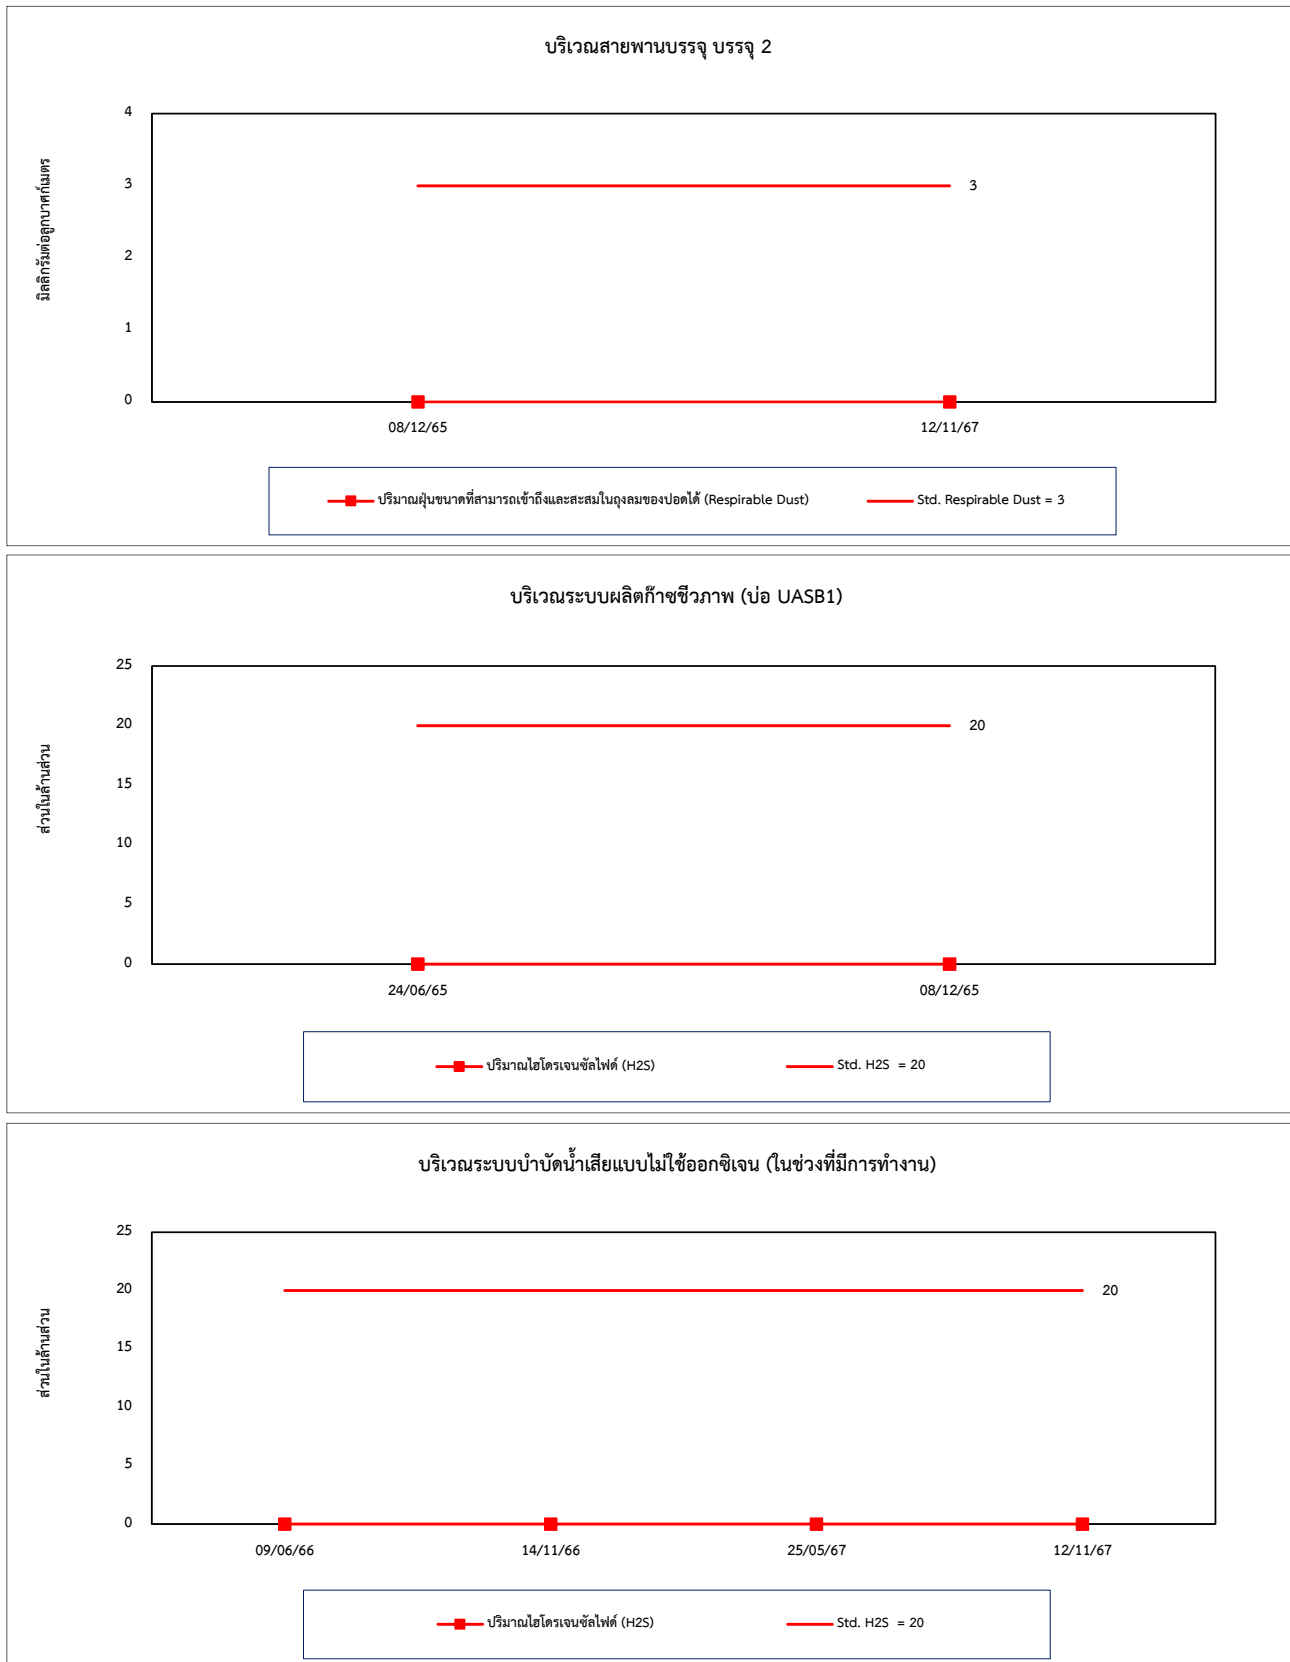 บริเวณสายพานบรรจุ บรรจุ 2
มิลลิกรัมต่อลูกบาศก์เมตร
4
3
2
1
0
3
08/12/65 12/11/67
ปริมาณฝุ่นขนาดที่สามารถเข้าถึงและสะสมในถุงลมของปอดได้ (Respirable Dust) Std. Respirable Dust = 3
บริเวณระบบผลิตก๊าซชีวภาพ (บ่อ UASB1)
ส่วนในล้านส่วน
25
20
15
10
5
0
20
24/06/65 08/12/65
ปริมาณไฮโดรเจนซัลไฟด์ (H2S) Std. H2S = 20
บริเวณระบบบำบัดน้ำเสียแบบไม่ใช้ออกซิเจน (ในช่วงที่มีการทำงาน)
ส่วนในล้านส่วน
25
20
15
10
5
0
20
09/06/66 14/11/66 25/05/67 12/11/67
ปริมาณไฮโดรเจนซัลไฟด์ (H2S) Std. H2S = 20